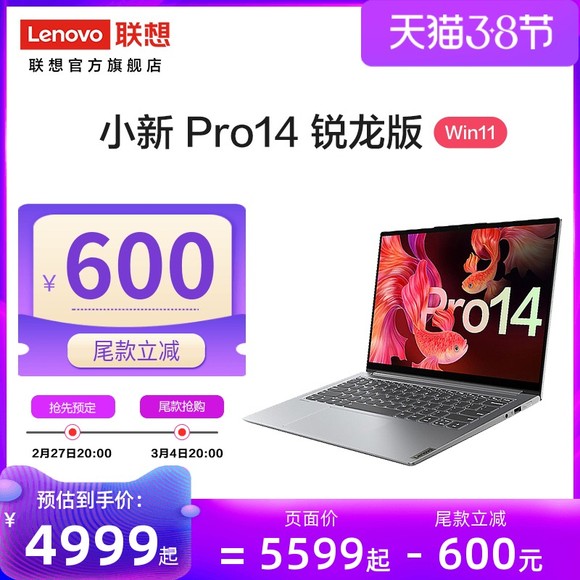 Lenovo 联想
联想官方旗舰店
天猫3.8节
小新 Pro14 锐龙版 Win11
¥ 600
尾款立减
Pro14
抢先预定 尾款抢购
2月27日20:00 3月4日20:00
Lenovo
预估到手价: 页面价 尾款立减
¥ 4999起 = 5599起 - 600元